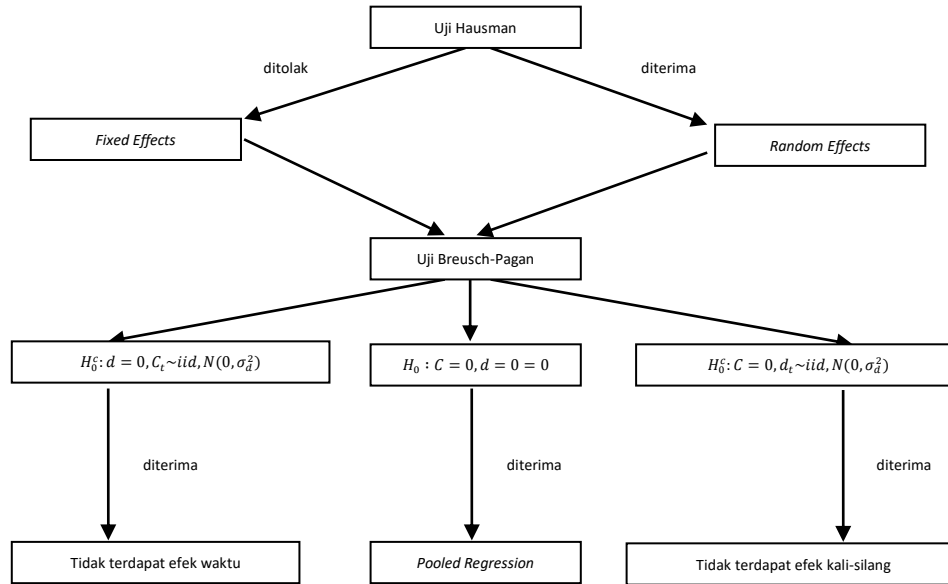 Uji Hausman
ditolak
diterima
Fixed Effects
Random Effects
Uji Breusch-Pagan
H₀ᶜ: d = 0, Cₜ~iid, N(0, σ_d²)
H₀ : C = 0, d = 0 = 0
H₀ᶜ: C = 0, dₜ~iid, N(0, σ_d²)
diterima
diterima
diterima
Tidak terdapat efek waktu
Pooled Regression
Tidak terdapat efek kali-silang